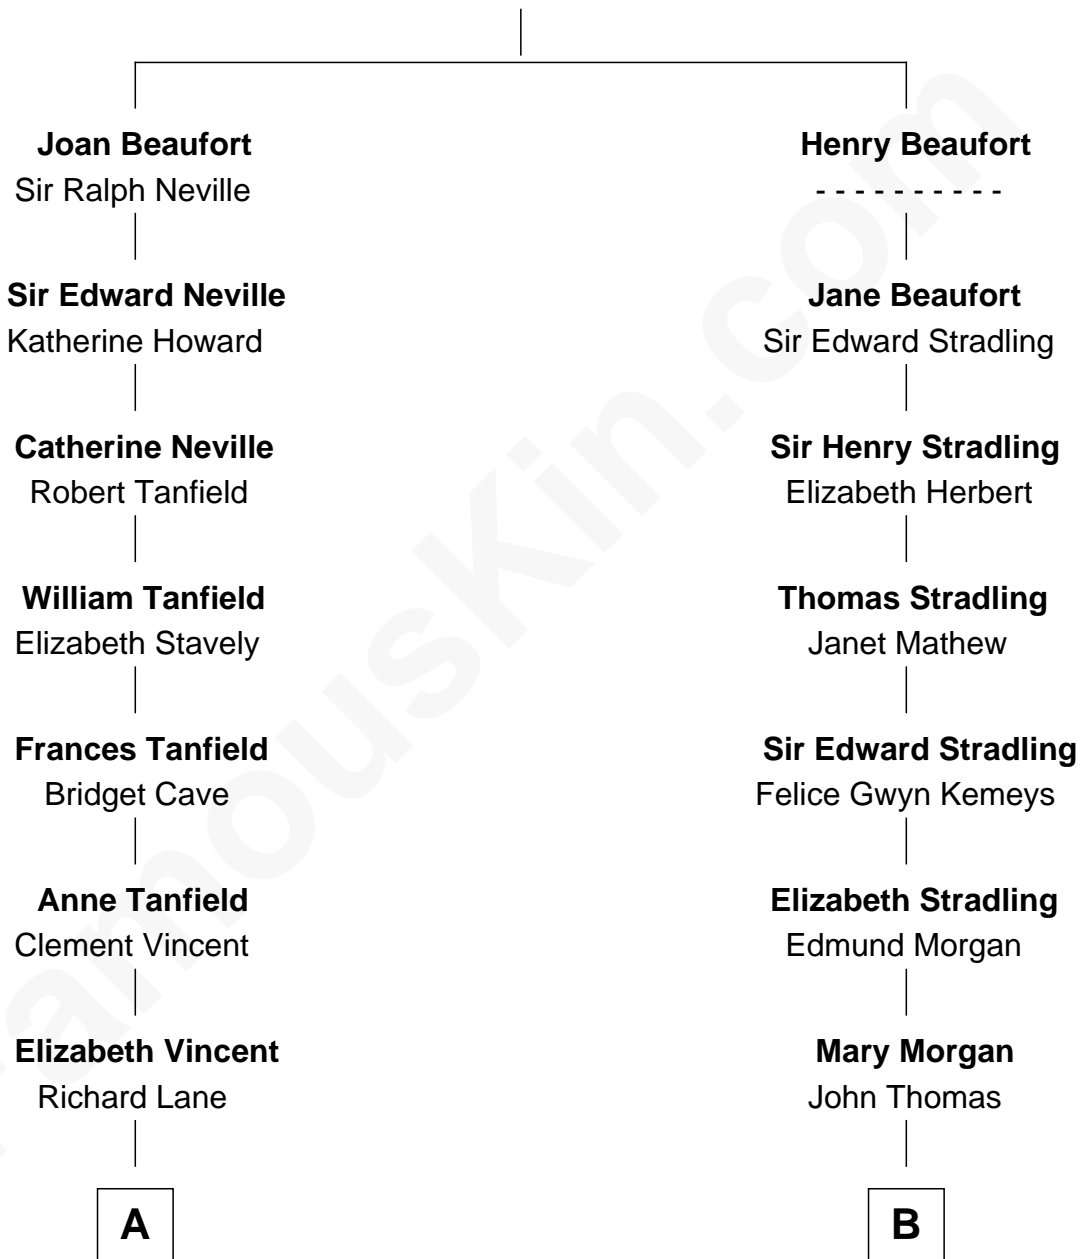 Joan Beaufort
Sir Ralph Neville
Henry Beaufort
- - - - - - - - - -
Sir Edward Neville
Katherine Howard
Jane Beaufort
Sir Edward Stradling
Catherine Neville
Robert Tanfield
Sir Henry Stradling
Elizabeth Herbert
William Tanfield
Elizabeth Stavely
Thomas Stradling
Janet Mathew
Frances Tanfield
Bridget Cave
Sir Edward Stradling
Felice Gwyn Kemeys
Anne Tanfield
Clement Vincent
Elizabeth Stradling
Edmund Morgan
Elizabeth Vincent
Richard Lane
Mary Morgan
John Thomas
A
B
FamousKin.com